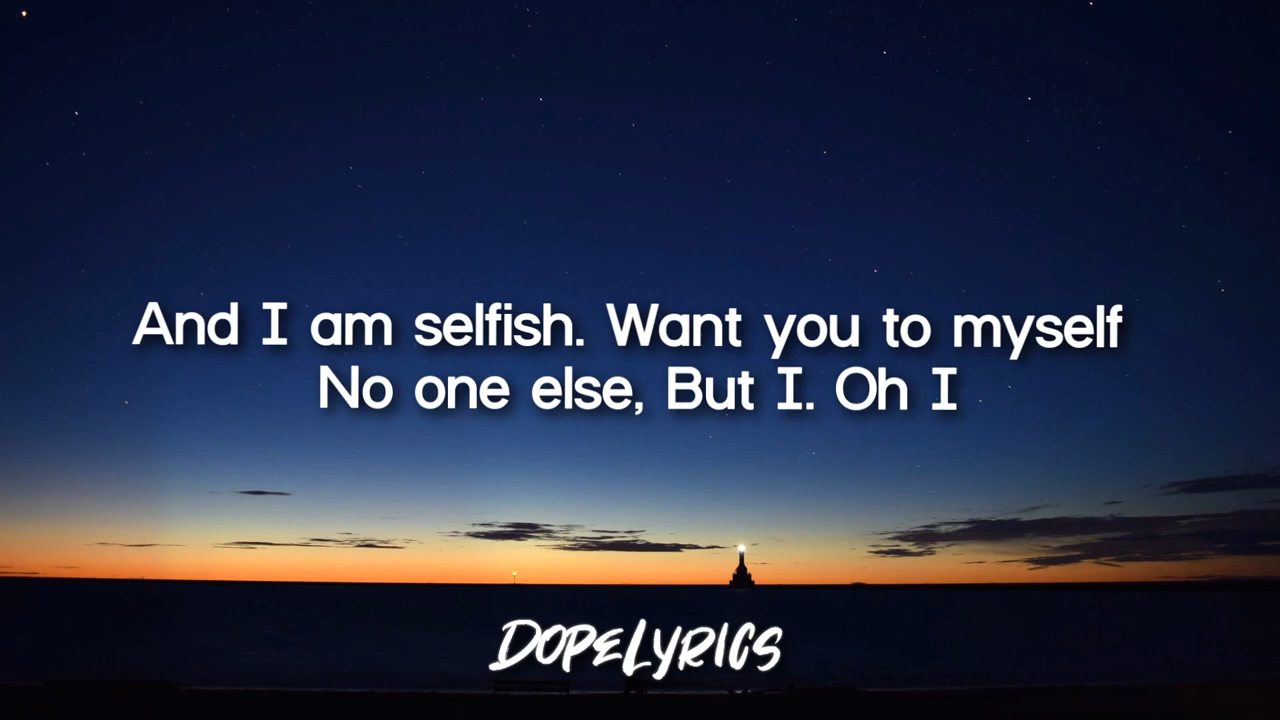 And I am selfish. Want you to myself
No one else, But I. Oh I
DOPELYRICS